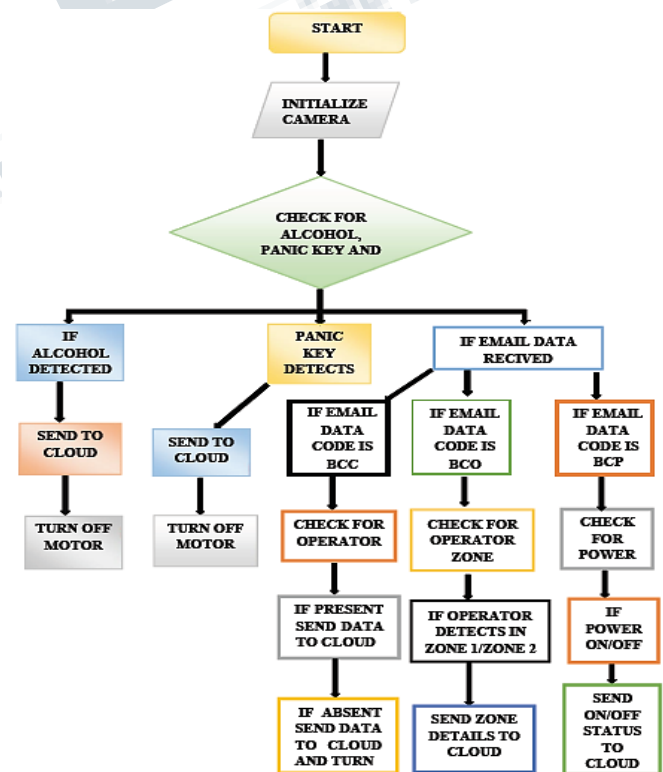 START
INITIALIZE
CAMERA
CHECK FOR
ALCOHOL,
PANIC KEY AND
IF
ALCOHOL
DETECTED
PANIC
KEY
DETECTS
IF EMAIL DATA
RECIVED
SEND TO
CLOUD
SEND TO
CLOUD
IF EMAIL
DATA
CODE IS
BCC
IF EMAIL
DATA
CODE IS
BCO
IF EMAIL
DATA
CODE IS
BCP
TURN OFF
MOTOR
TURN OFF
MOTOR
CHECK FOR
OPERATOR
CHECK FOR
OPERATOR
ZONE
CHECK
FOR
POWER
IF PRESENT
SEND DATA
TO CLOUD
IF OPERATOR
DETECTS IN
ZONE 1/ZONE 2
IF
POWER
ON/OFF
IF ABSENT
SEND DATA
TO CLOUD
AND TURN
SEND ZONE
DETAILS TO
CLOUD
SEND
ON/OFF
STATUS
TO
CLOUD